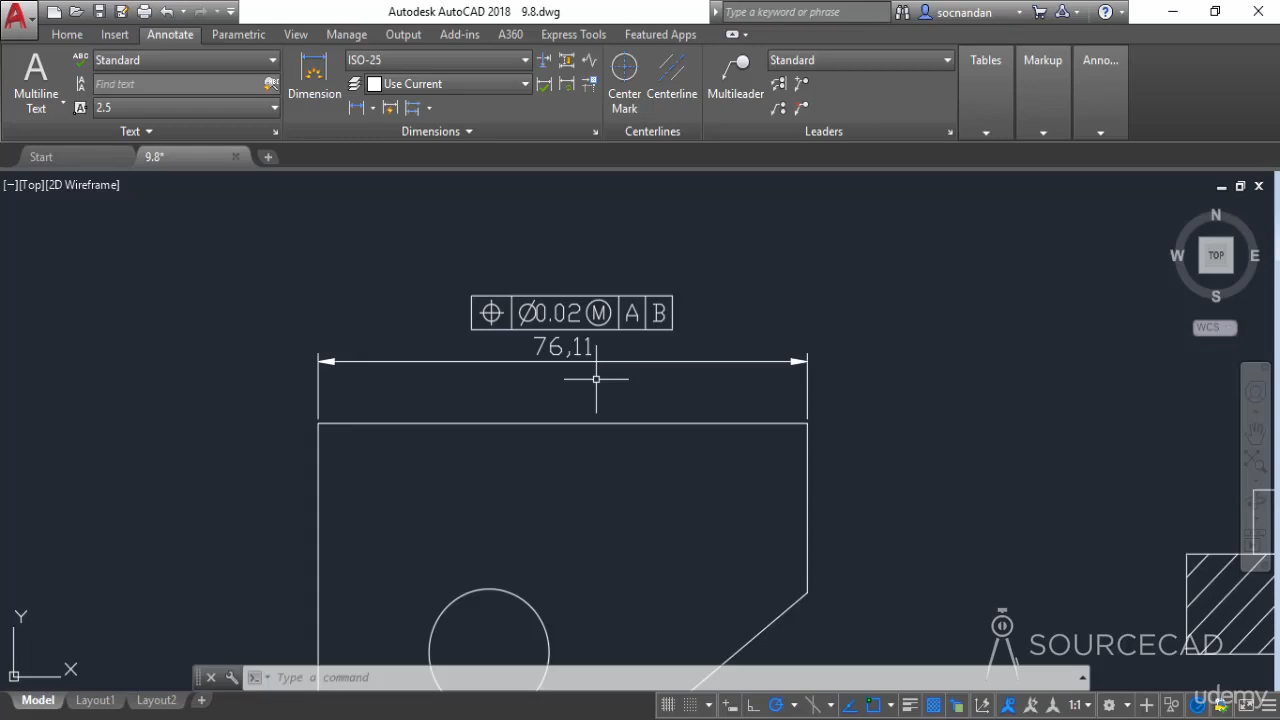 Autodesk AutoCAD 2018 9.8.dwg
Type a keyword or phrase
socnandan
Home Insert Annotate Parametric View Manage Output Add-ins A360 Express Tools Featured Apps
Multiline
Text
ABC
Standard
Find text
A
2.5
Text
Dimension
ISO-25
Use Current
Dimensions
Center
Mark
Centerline
Centerlines
Multileader
Standard
Leaders
Tables
Markup
Anno...
Start
9.8*
[−][Top][2D Wireframe]
N
W
TOP
E
S
WCS
⌖ Ø0.02 Ⓜ A B
76,11
Y
X
SOURCECAD
Type a command
Model Layout1 Layout2
1:1
udemy